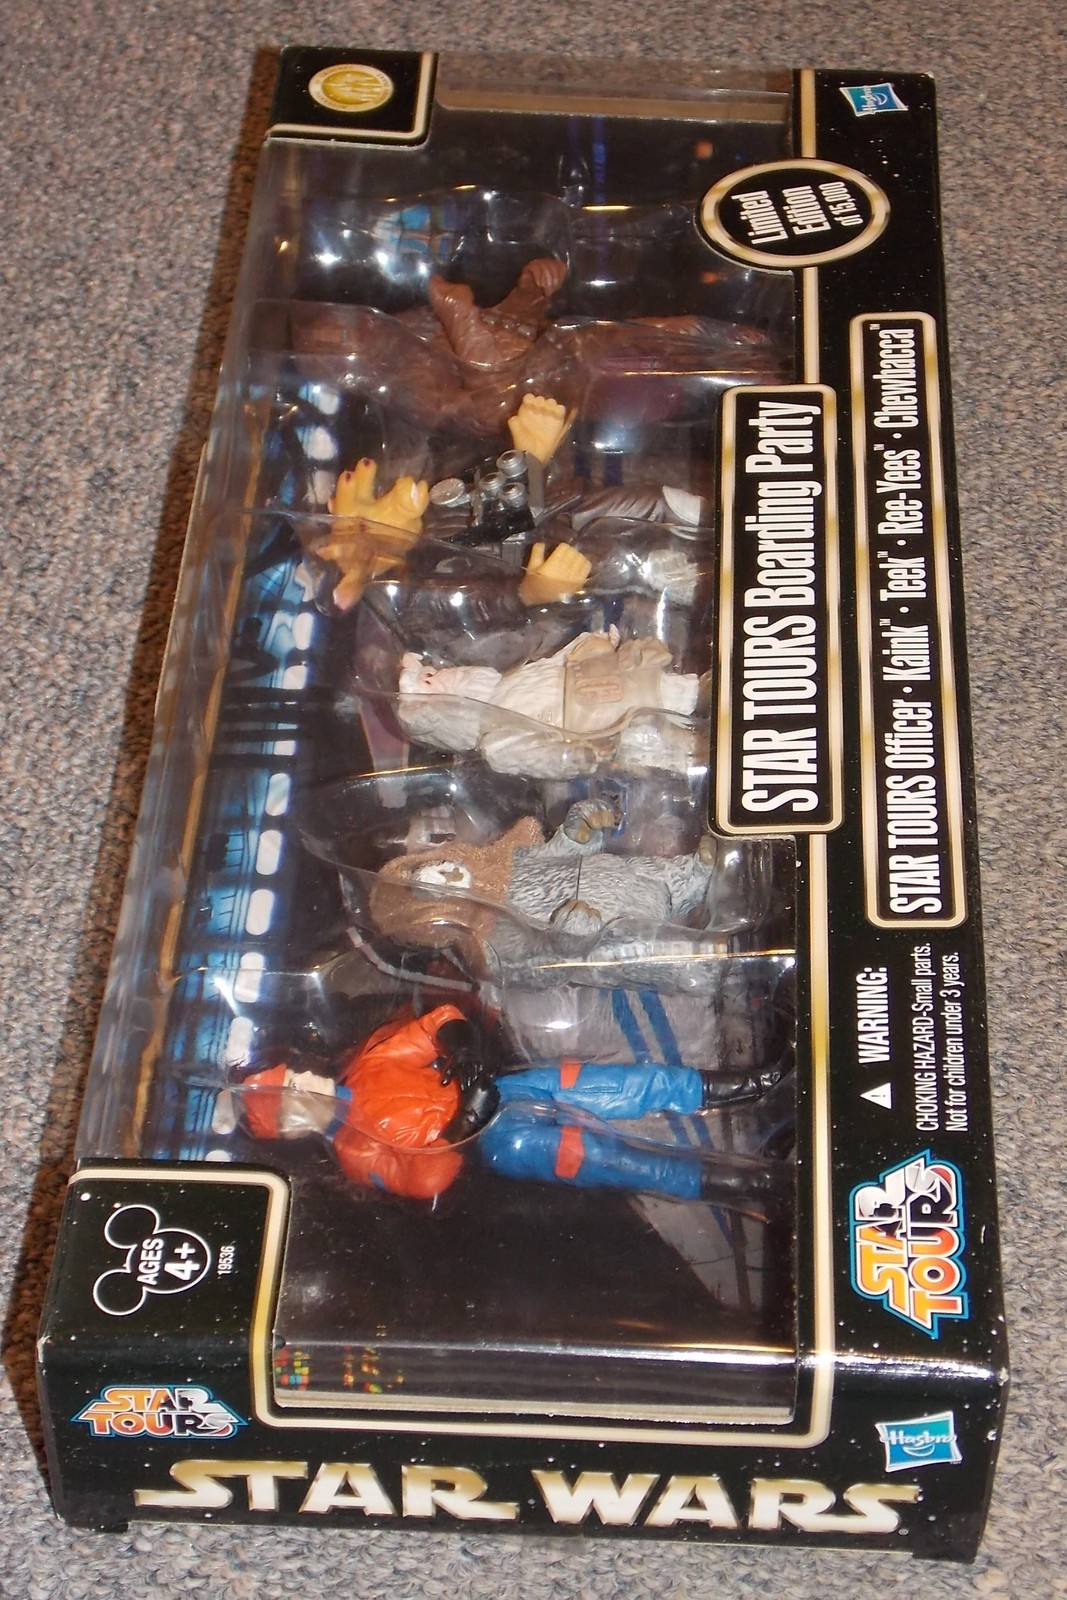 Hasbro
Limited
Edition
of 15,000
STAR TOURS Boarding Party
STAR TOURS Officer™ • Kaink™ • Teek™ • Ree-Yees™ • Chewbacca™
⚠ WARNING:
CHOKING HAZARD-Small parts.
Not for children under 3 years.
STAR
TOURS
AGES
4+
19536
STAR
TOURS
STAR WARS
Hasbro